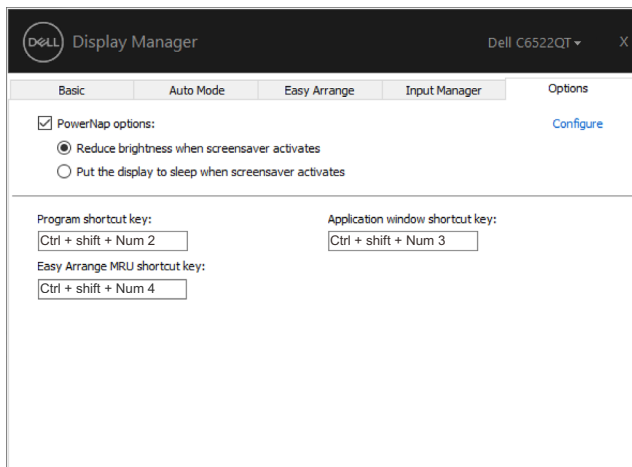 DELL Display Manager Dell C6522QT X
Basic Auto Mode Easy Arrange Input Manager Options
PowerNap options: Configure
Reduce brightness when screensaver activates
Put the display to sleep when screensaver activates
Program shortcut key: Application window shortcut key:
Ctrl + shift + Num 2 Ctrl + shift + Num 3
Easy Arrange MRU shortcut key:
Ctrl + shift + Num 4